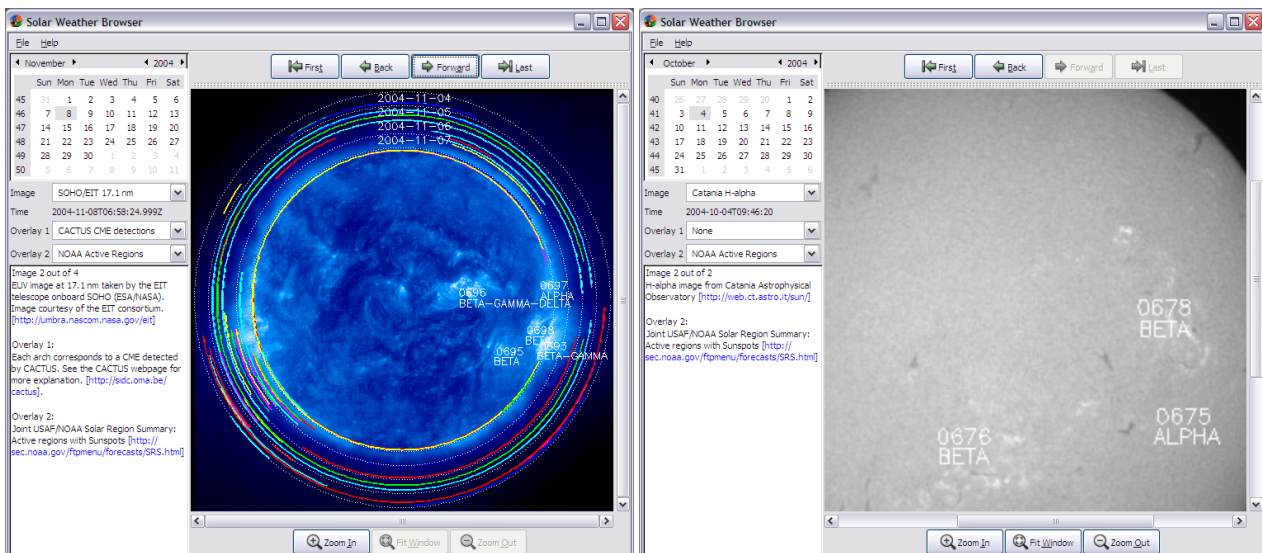 Solar Weather Browser
File Help
November 2004
Sun Mon Tue Wed Thu Fri Sat
45 31 1 2 3 4 5 6
46 7 8 9 10 11 12 13
47 14 15 16 17 18 19 20
48 21 22 23 24 25 26 27
49 28 29 30 1 2 3 4
50 5 6 7 8 9 10 11
Image SOHO/EIT 17.1 nm
Time 2004-11-08T06:58:24.999Z
Overlay 1 CACTUS CME detections
Overlay 2 NOAA Active Regions
Image 2 out of 4
EUV image at 17.1 nm taken by the EIT
telescope onboard SOHO (ESA/NASA).
Image courtesy of the EIT consortium.
[http://umbra.nascom.nasa.gov/eit]
Overlay 1:
Each arch corresponds to a CME detected
by CACTUS. See the CACTUS webpage for
more explanation. [http://sidc.oma.be/
cactus].
Overlay 2:
Joint USAF/NOAA Solar Region Summary:
Active regions with Sunspots [http://
sec.noaa.gov/ftpmenu/forecasts/SRS.html]
First Back Forward Last
2004-11-04
2004-11-05
2004-11-06
2004-11-07
0696
BETA-GAMMA-DELTA
0697
ALPHA
0698
BETA
0693
BETA-GAMMA
0695
BETA
Zoom In Fit Window Zoom Out
Solar Weather Browser
File Help
October 2004
Sun Mon Tue Wed Thu Fri Sat
40 26 27 28 29 30 1 2
41 3 4 5 6 7 8 9
42 10 11 12 13 14 15 16
43 17 18 19 20 21 22 23
44 24 25 26 27 28 29 30
45 31 1 2 3 4 5 6
Image Catania H-alpha
Time 2004-10-04T09:46:20
Overlay 1 None
Overlay 2 NOAA Active Regions
Image 2 out of 2
H-alpha image from Catania Astrophysical
Observatory [http://web.ct.astro.it/sun/]
Overlay 2:
Joint USAF/NOAA Solar Region Summary:
Active regions with Sunspots [http://
sec.noaa.gov/ftpmenu/forecasts/SRS.html]
First Back Forward Last
0678
BETA
0675
ALPHA
0676
BETA
Zoom In Fit Window Zoom Out